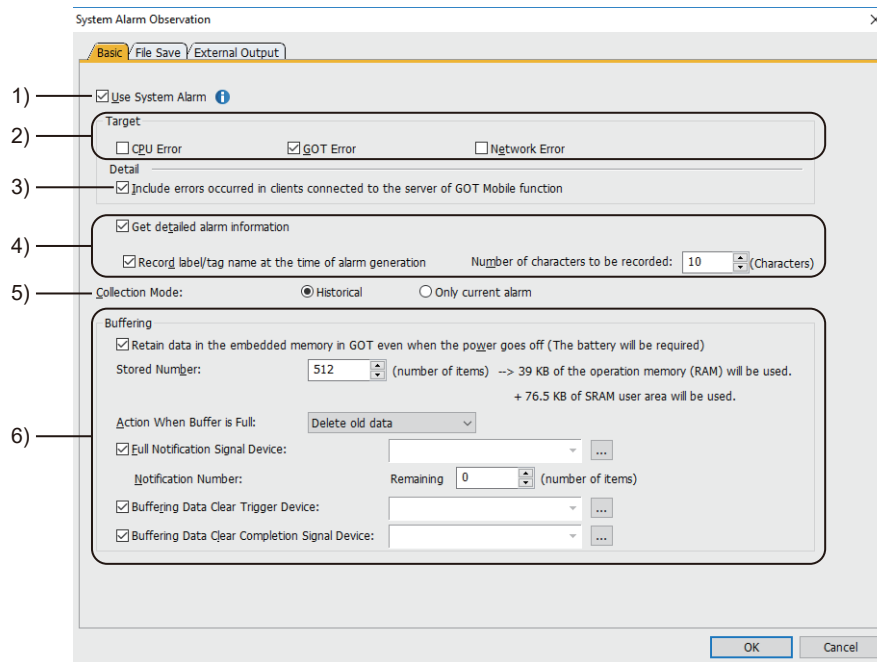 System Alarm Observation
Basic File Save External Output
1) Use System Alarm
Target
2)
CPU Error GOT Error Network Error
Detail
3) Include errors occurred in clients connected to the server of GOT Mobile function
Get detailed alarm information
4)
Record label/tag name at the time of alarm generation Number of characters to be recorded: 10 (Characters)
5) Collection Mode: Historical Only current alarm
Buffering
Retain data in the embedded memory in GOT even when the power goes off (The battery will be required)
Stored Number: 512 (number of items) --> 39 KB of the operation memory (RAM) will be used.
+ 76.5 KB of SRAM user area will be used.
Action When Buffer is Full: Delete old data
6)
Full Notification Signal Device: ...
Notification Number: Remaining 0 (number of items)
Buffering Data Clear Trigger Device: ...
Buffering Data Clear Completion Signal Device: ...
OK Cancel